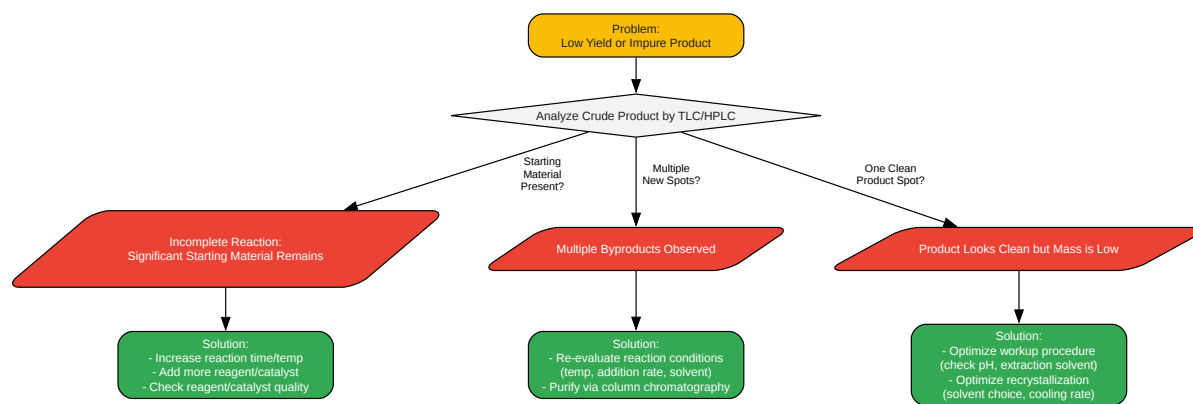 Problem:
Low Yield or Impure Product
Analyze Crude Product by TLC/HPLC
Starting
Material
Present?
Multiple
New Spots?
One Clean
Product Spot?
Incomplete Reaction:
Significant Starting Material Remains
Multiple Byproducts Observed
Product Looks Clean but Mass is Low
Solution:
- Increase reaction time/temp
- Add more reagent/catalyst
- Check reagent/catalyst quality
Solution:
- Re-evaluate reaction conditions
(temp, addition rate, solvent)
- Purify via column chromatography
Solution:
- Optimize workup procedure
(check pH, extraction solvent)
- Optimize recrystallization
(solvent choice, cooling rate)